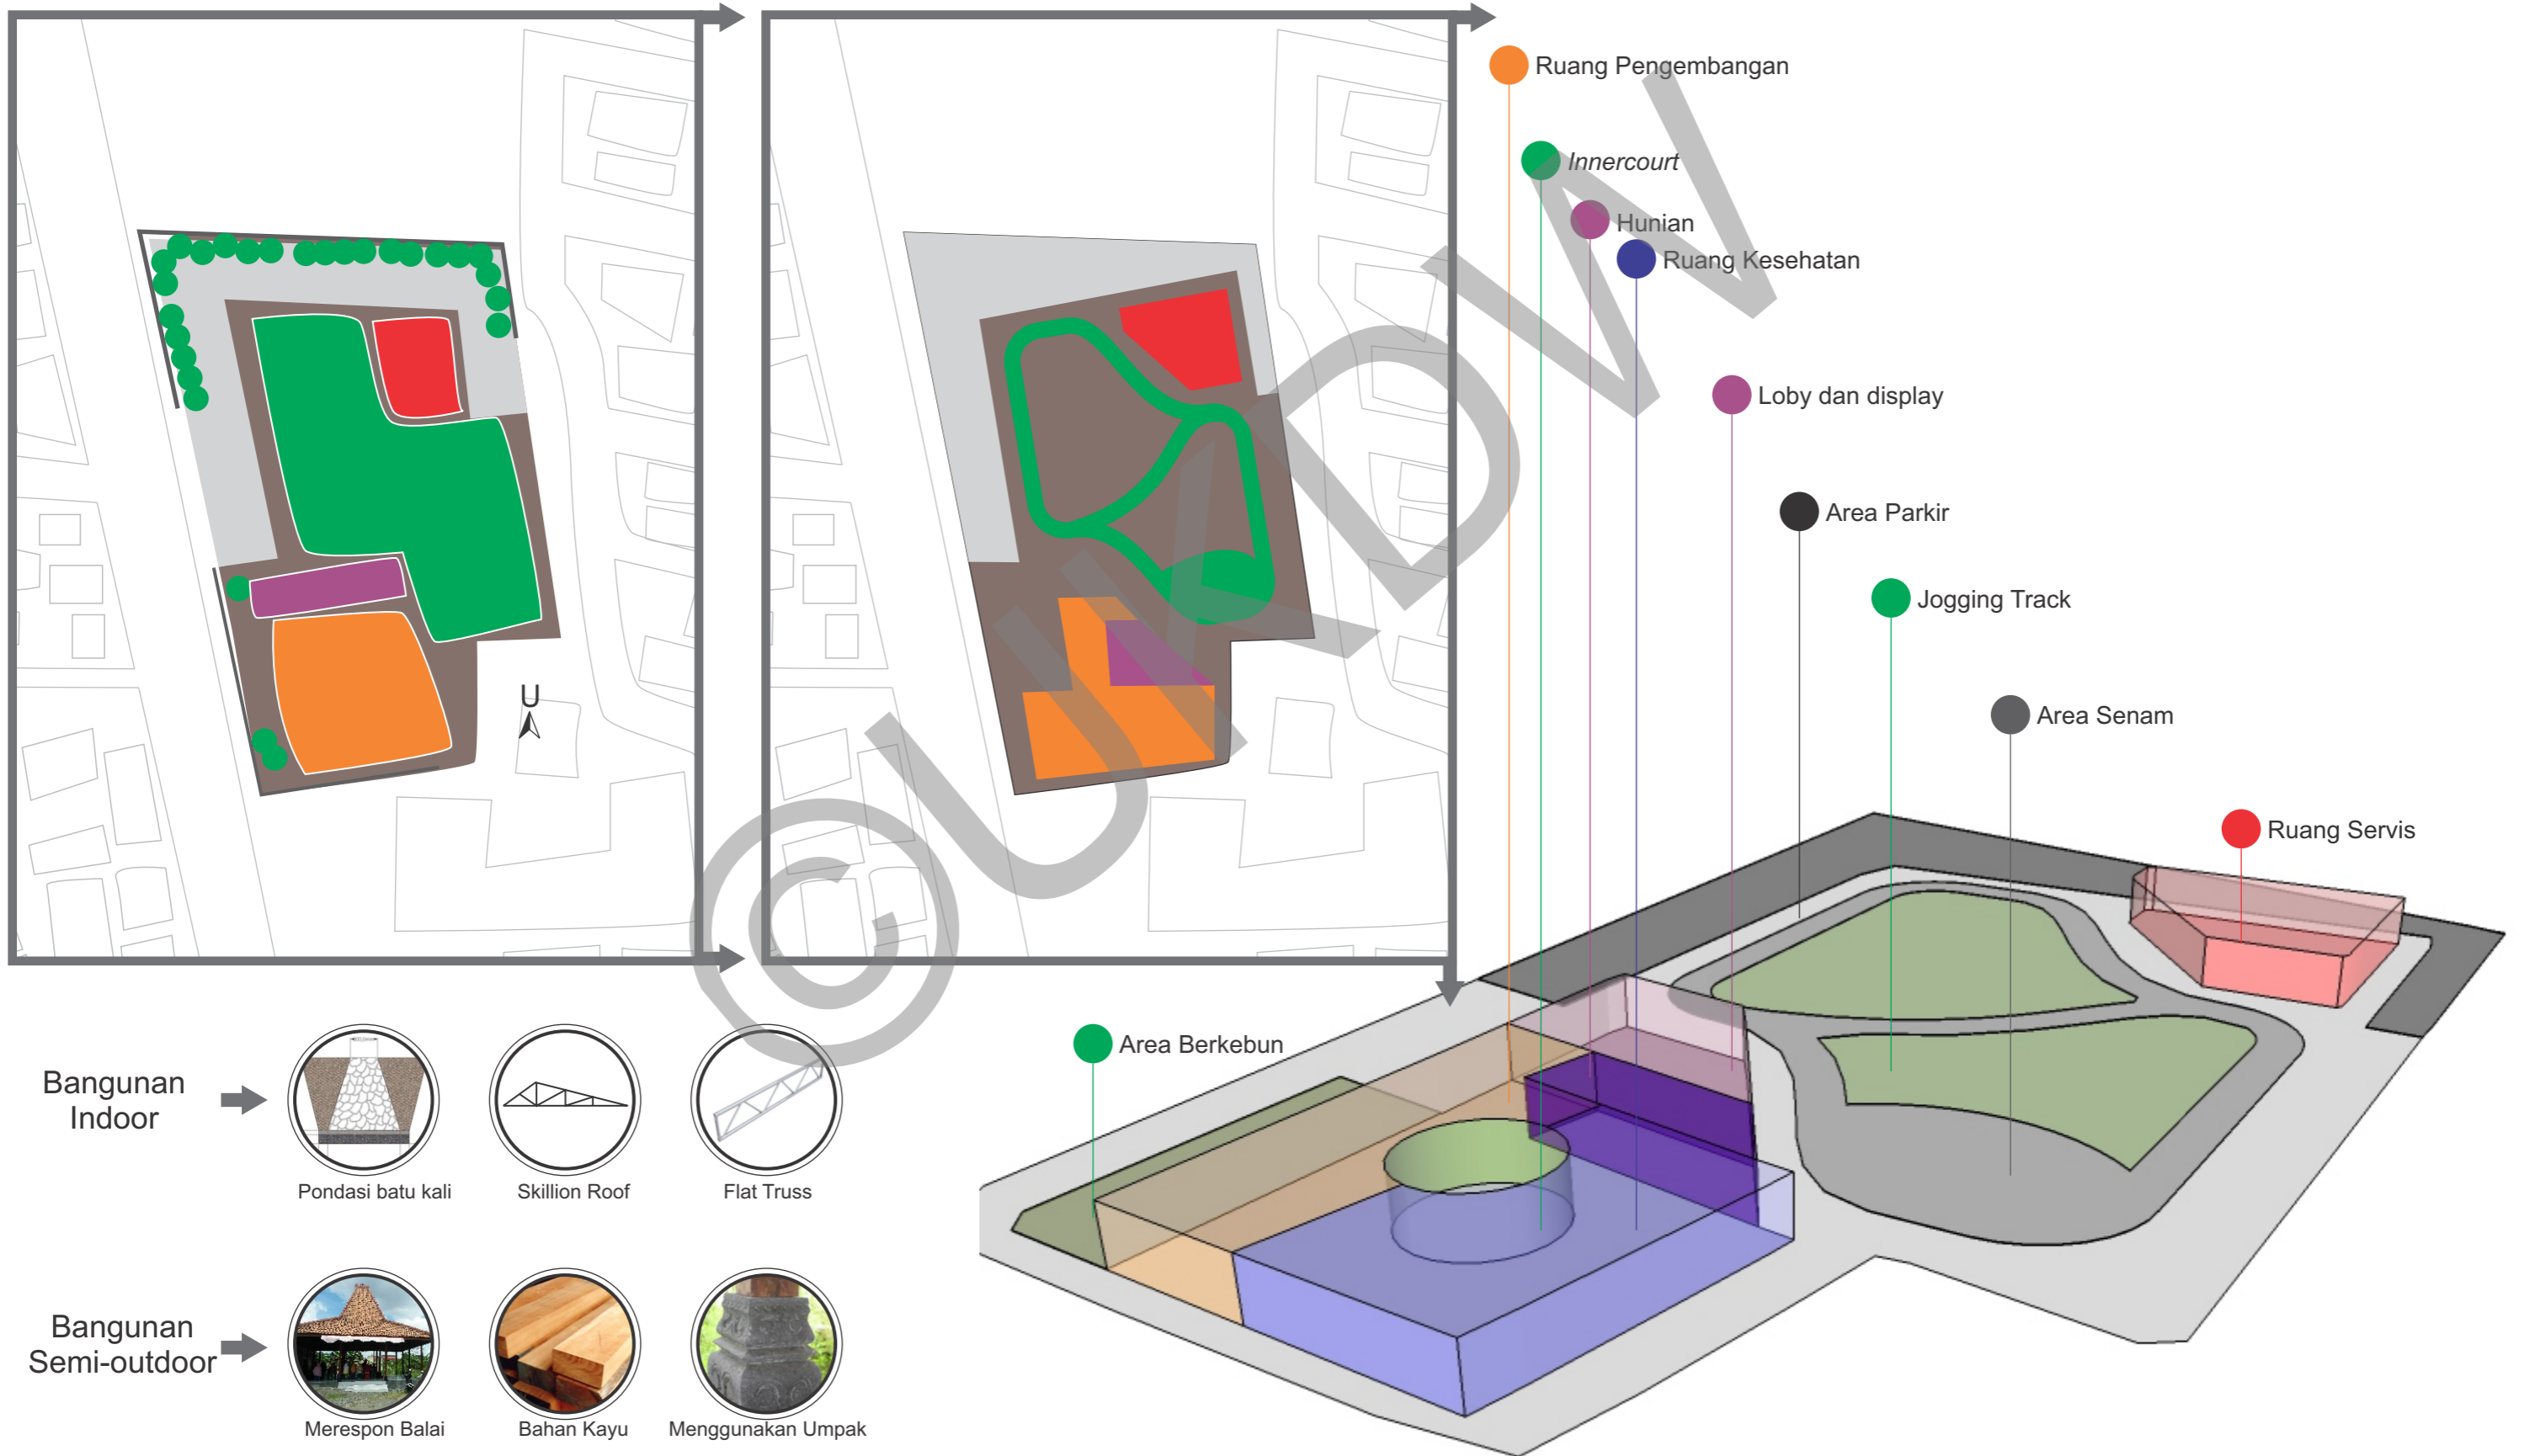 Ruang Pengembangan
Innercourt
Hunian
Ruang Kesehatan
Loby dan display
Area Parkir
Jogging Track
Area Senam
Ruang Servis
U
©UKDW
Area Berkebun
Bangunan
Indoor
Pondasi batu kali
Skillion Roof
Flat Truss
Bangunan
Semi-outdoor
Merespon Balai
Bahan Kayu
Menggunakan Umpak